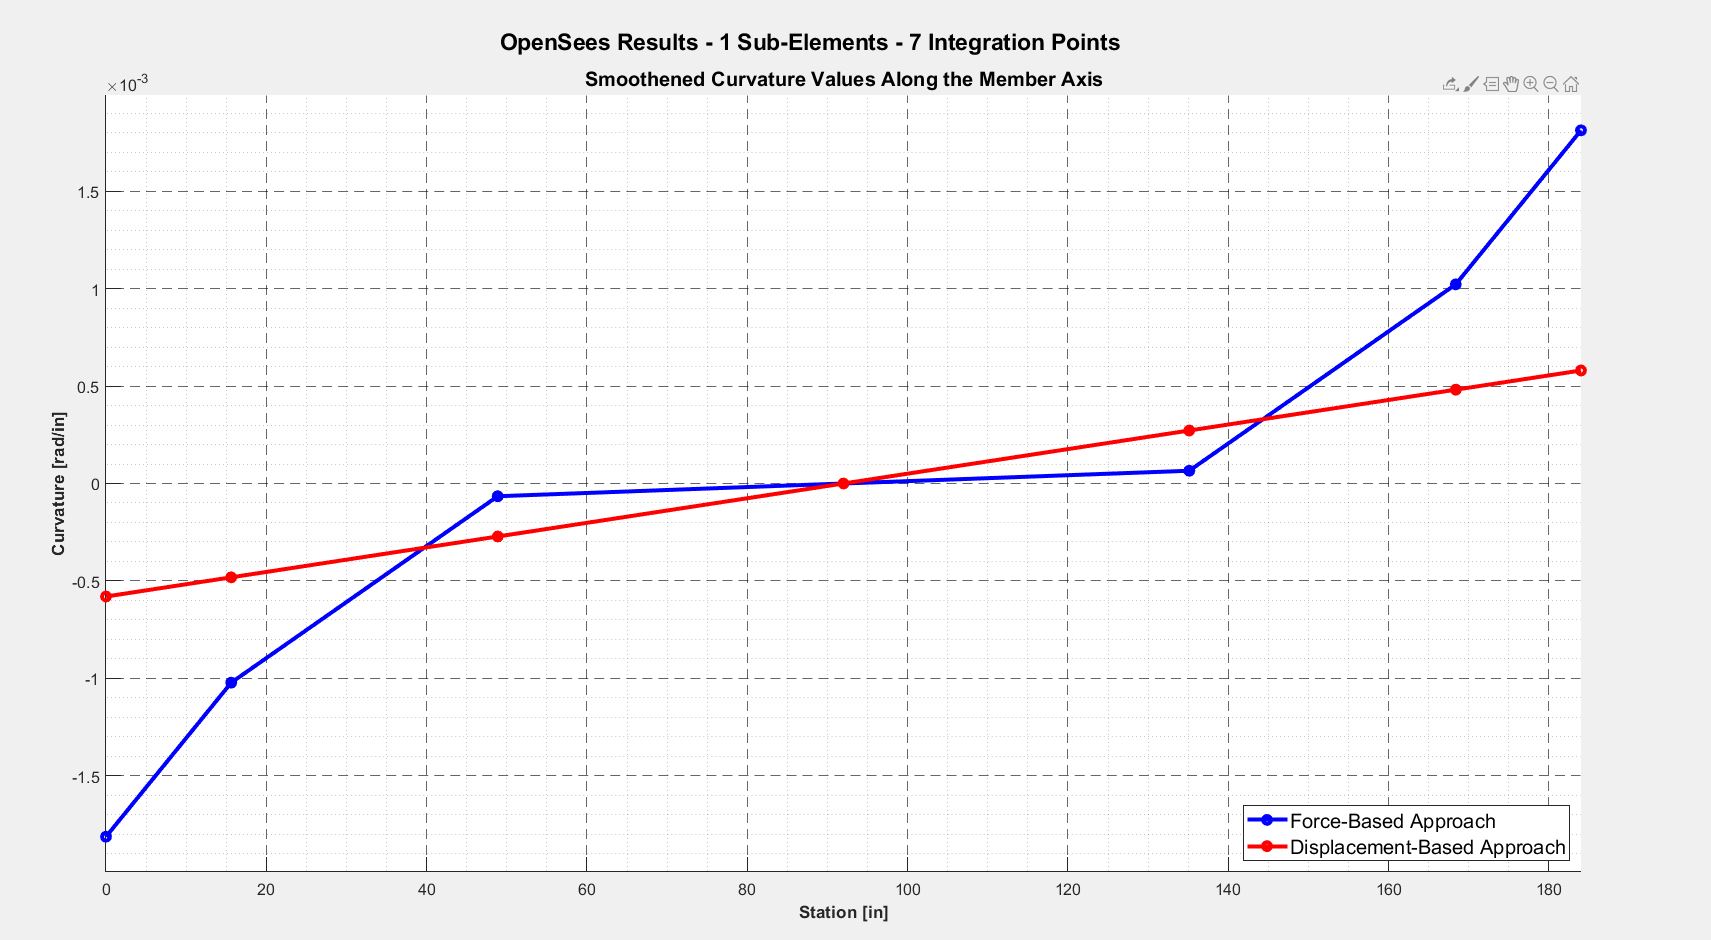 OpenSees Results - 1 Sub-Elements - 7 Integration Points
Smoothened Curvature Values Along the Member Axis
×10⁻³
1.5
1
0.5
0
-0.5
-1
-1.5
Curvature [rad/in]
0 20 40 60 80 100 120 140 160 180
Station [in]
Force-Based Approach
Displacement-Based Approach